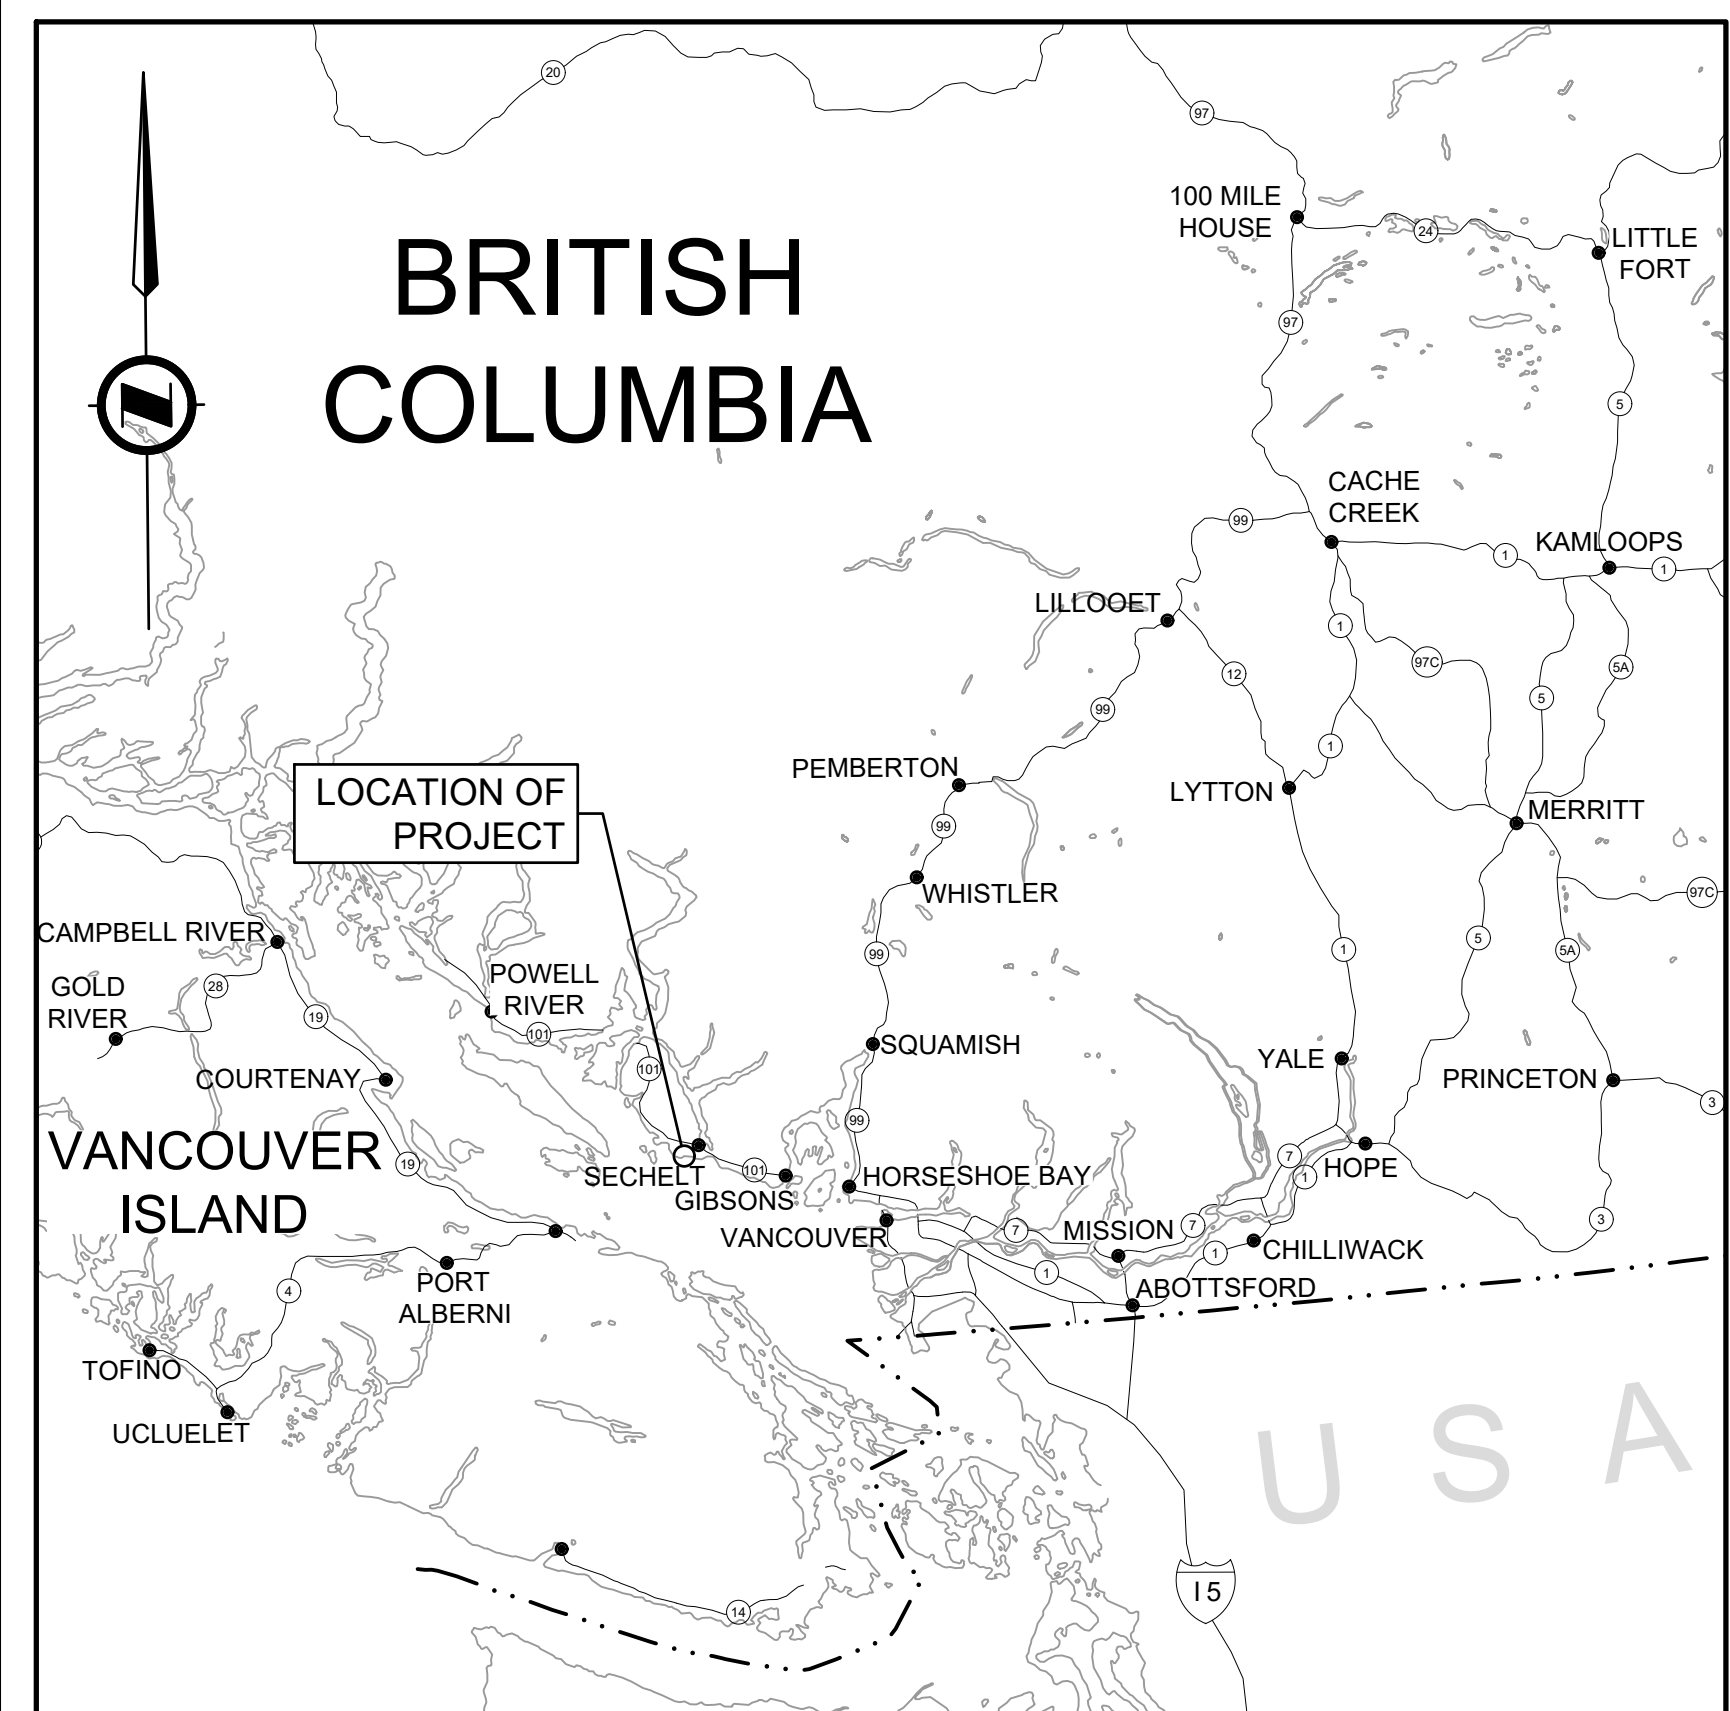 20
97
100 MILE
HOUSE
24
LITTLE
FORT
BRITISH
COLUMBIA
97
5
N
CACHE
CREEK
99
KAMLOOPS
1
1
LILLOOET
1
12
97C
5A
5
99
1
PEMBERTON
LYTTON
LOCATION OF
PROJECT
MERRITT
99
WHISTLER
97C
CAMPBELL RIVER
5
1
5A
99
GOLD
RIVER
28
POWELL
RIVER
19
101
SQUAMISH
YALE
COURTENAY
101
PRINCETON
3
99
VANCOUVER
ISLAND
19
SECHELT
101
GIBSONS
HORSESHOE BAY
7
HOPE
1
VANCOUVER
7
MISSION
7
3
1
CHILLIWACK
1
ABOTTSFORD
PORT
ALBERNI
4
TOFINO
UCLUELET
U S A
I5
14